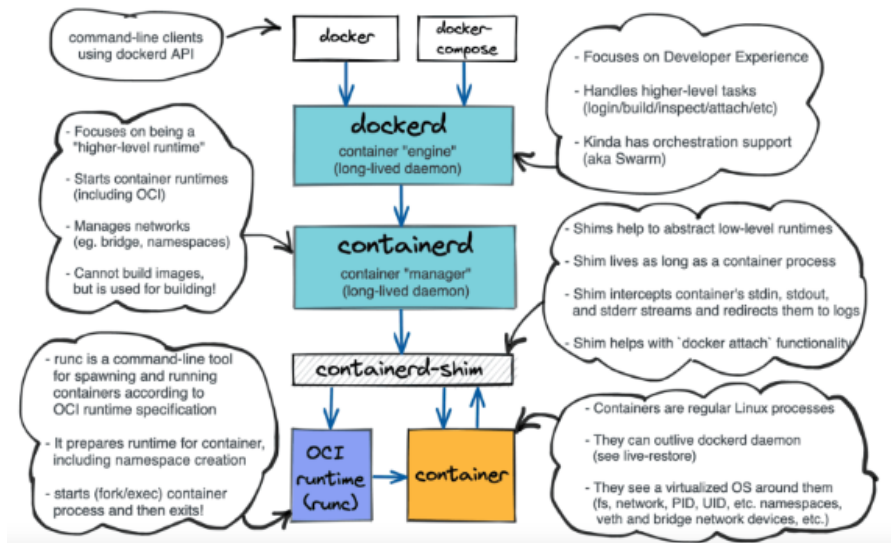 command-line clients
using dockerd API
docker
docker-
compose
- Focuses on Developer Experience
- Handles higher-level tasks
(login/build/inspect/attach/etc)
- Kinda has orchestration support
(aka Swarm)
dockerd
container "engine"
(long-lived daemon)
- Focuses on being a
"higher-level runtime"
- Starts container runtimes
(including OCI)
- Manages networks
(eg. bridge, namespaces)
- Cannot build images,
but is used for building!
containerd
container "manager"
(long-lived daemon)
- Shims help to abstract low-level runtimes
- Shim lives as long as a container process
- Shim intercepts container's stdin, stdout,
and stderr streams and redirects them to logs
- Shim helps with `docker attach` functionality
containerd-shim
- runc is a command-line tool
for spawning and running
containers according to
OCI runtime specification
- It prepares runtime for container,
including namespace creation
- starts (fork/exec) container
process and then exits!
OCI
runtime
(runc)
container
- Containers are regular Linux processes
- They can outlive dockerd daemon
(see live-restore)
- They see a virtualized OS around them
(fs, network, PID, UID, etc. namespaces,
veth and bridge network devices, etc.)